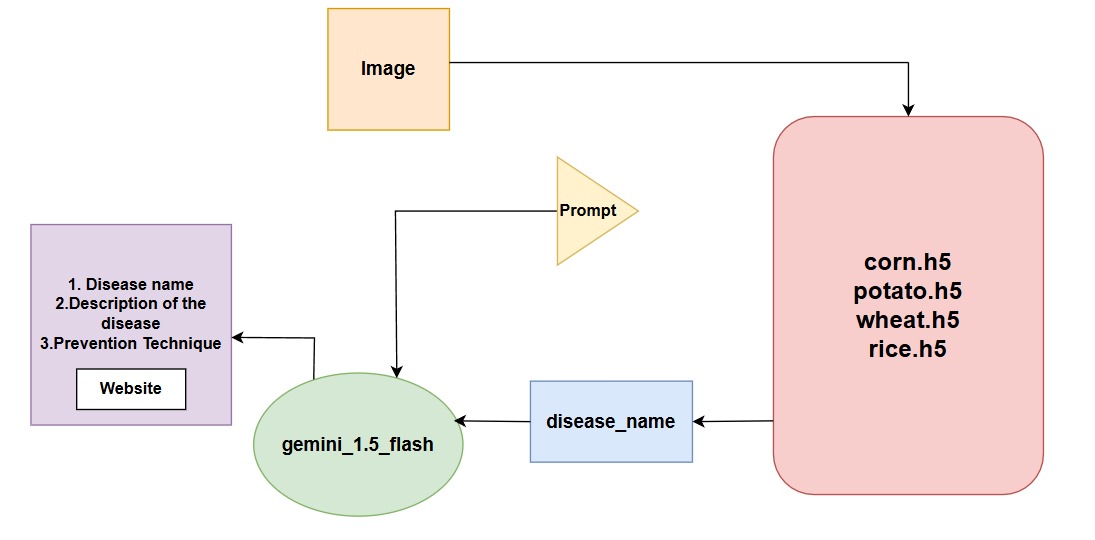 Image
Prompt
corn.h5
potato.h5
wheat.h5
rice.h5
1. Disease name
2.Description of the
disease
3.Prevention Technique
Website
disease_name
gemini_1.5_flash